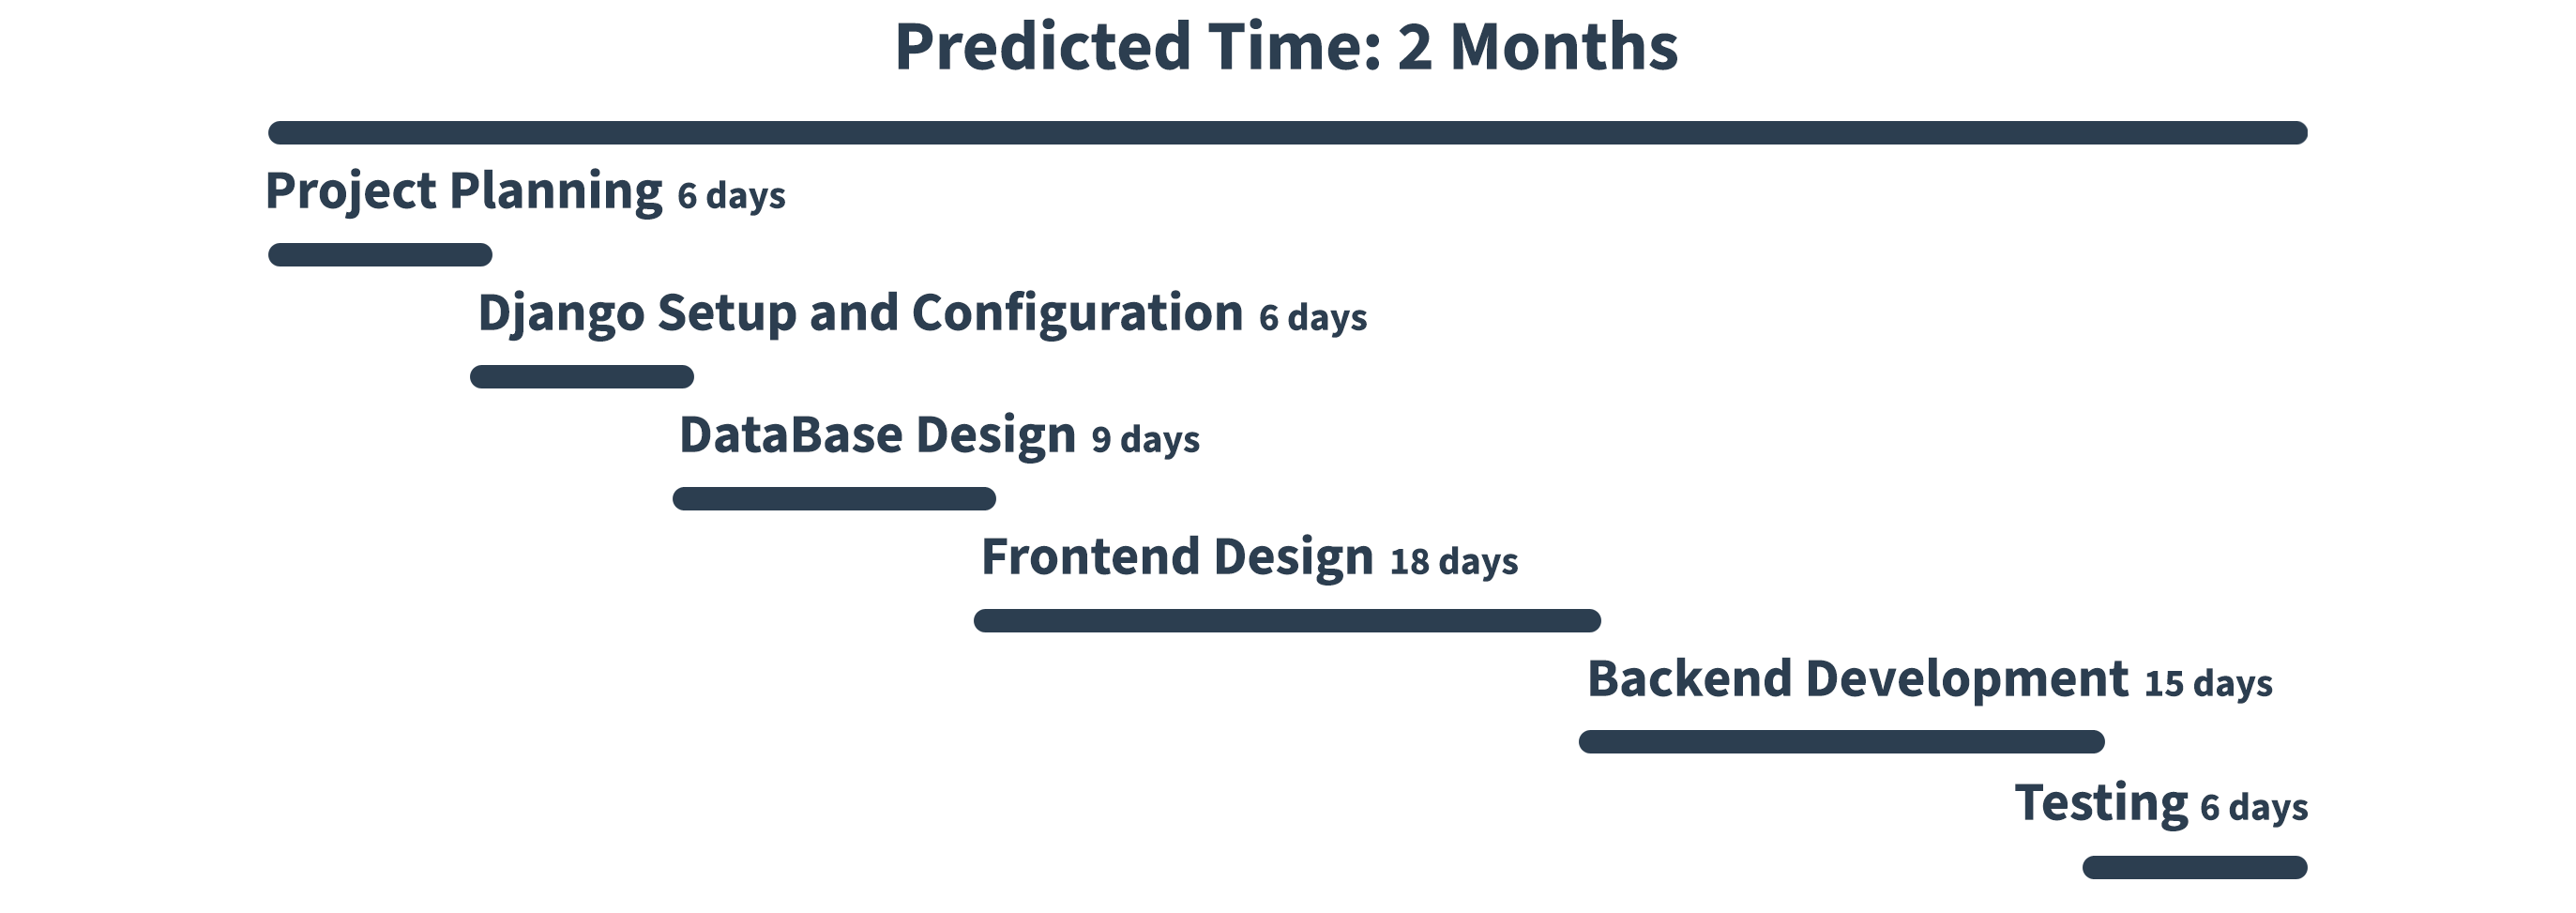 Predicted Time: 2 Months
Project Planning 6 days
Django Setup and Configuration 6 days
DataBase Design 9 days
Frontend Design 18 days
Backend Development 15 days
Testing 6 days